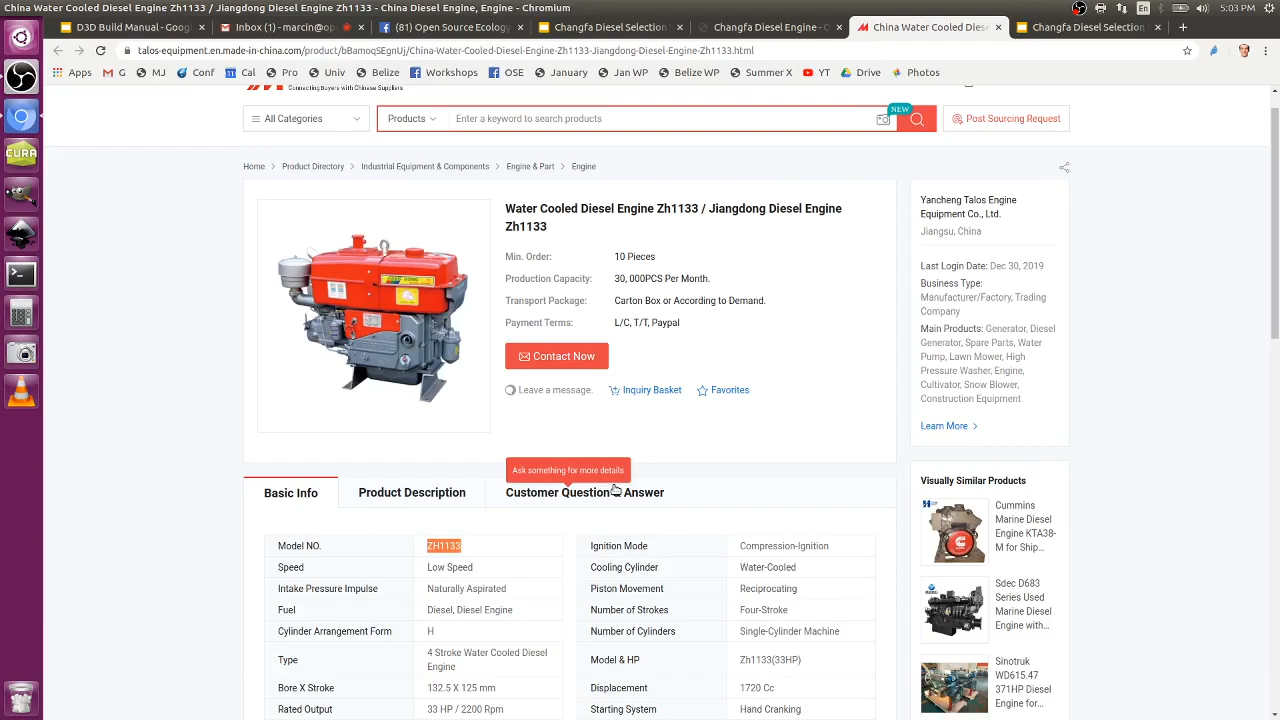 China Water Cooled Diesel Engine Zh1133 / Jiangdong Diesel Engine Zh1133 - China Diesel Engine, Engine - Chromium
En
5:03 PM
D3D Build Manual - Goo
Inbox (1) - openecologyp
(81) Open Source Ecology
Changfa Diesel Selection
Changfa Diesel Engine - O
China Water Cooled Diese
Changfa Diesel Selection
talos-equipment.en.made-in-china.com/product/bBamoqSEgnUj/China-Water-Cooled-Diesel-Engine-Zh1133-Jiangdong-Diesel-Engine-Zh1133.html
Apps
G
MJ
Conf
Cal
Pro
Univ
Belize
Workshops
OSE
January
Jan WP
Belize WP
Summer X
YT
Drive
Photos
Connecting Buyers with Chinese Suppliers
All Categories
Products
Enter a keyword to search products
NEW
Post Sourcing Request
Home > Product Directory > Industrial Equipment & Components > Engine & Part > Engine
Water Cooled Diesel Engine Zh1133 / Jiangdong Diesel Engine
Zh1133
Min. Order: 10 Pieces
Production Capacity: 30, 000PCS Per Month.
Transport Package: Carton Box or According to Demand.
Payment Terms: L/C, T/T, Paypal
Contact Now
Leave a message.
Inquiry Basket
Favorites
Yancheng Talos Engine
Equipment Co., Ltd.
Jiangsu, China
Last Login Date: Dec 30, 2019
Business Type:
Manufacturer/Factory, Trading
Company
Main Products: Generator, Diesel
Generator, Spare Parts, Water
Pump, Lawn Mower, High
Pressure Washer, Engine,
Cultivator, Snow Blower,
Construction Equipment
Learn More >
Ask something for more details
Basic Info
Product Description
Customer Question & Answer
Model NO. ZH1133
Speed Low Speed
Intake Pressure Impulse Naturally Aspirated
Fuel Diesel, Diesel Engine
Cylinder Arrangement Form H
Type 4 Stroke Water Cooled Diesel
Engine
Bore X Stroke 132.5 X 125 mm
Rated Output 33 HP / 2200 Rpm
Ignition Mode Compression-Ignition
Cooling Cylinder Water-Cooled
Piston Movement Reciprocating
Number of Strokes Four-Stroke
Number of Cylinders Single-Cylinder Machine
Model & HP Zh1133(33HP)
Displacement 1720 Cc
Starting System Hand Cranking
Visually Similar Products
Cummins
Marine Diesel
Engine KTA38-
M for Ship...
Sdec D683
Series Used
Marine Diesel
Engine with...
Sinotruk
WD615.47
371HP Diesel
Engine for...
CURA